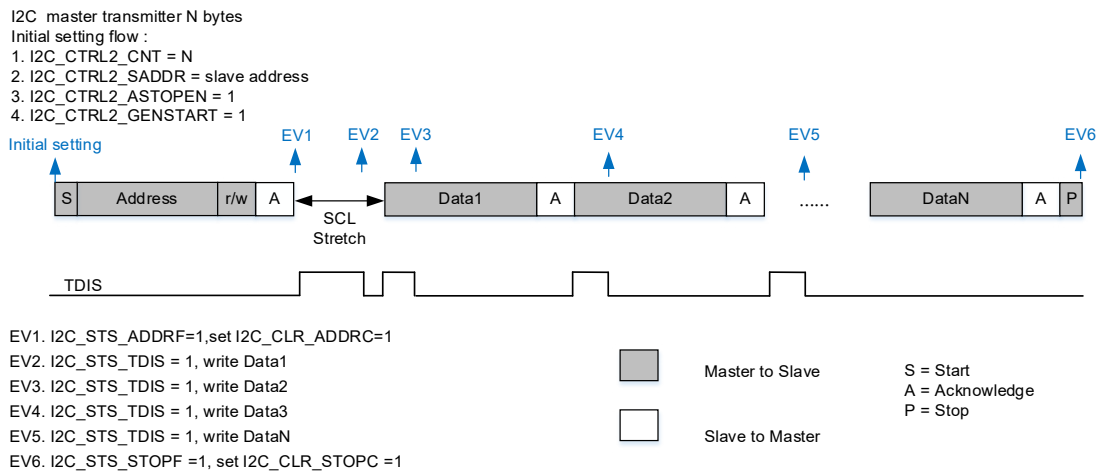 I2C master transmitter N bytes
Initial setting flow :
1. I2C_CTRL2_CNT = N
2. I2C_CTRL2_SADDR = slave address
3. I2C_CTRL2_ASTOPEN = 1
4. I2C_CTRL2_GENSTART = 1
Initial setting EV1 EV2 EV3 EV4 EV5 EV6
S Address r/w A Data1 A Data2 A ...... DataN A P
SCL
Stretch
TDIS
EV1. I2C_STS_ADDRF=1,set I2C_CLR_ADDRC=1
EV2. I2C_STS_TDIS = 1, write Data1
EV3. I2C_STS_TDIS = 1, write Data2
EV4. I2C_STS_TDIS = 1, write Data3
EV5. I2C_STS_TDIS = 1, write DataN
EV6. I2C_STS_STOPF =1, set I2C_CLR_STOPC =1
Master to Slave
Slave to Master
S = Start
A = Acknowledge
P = Stop